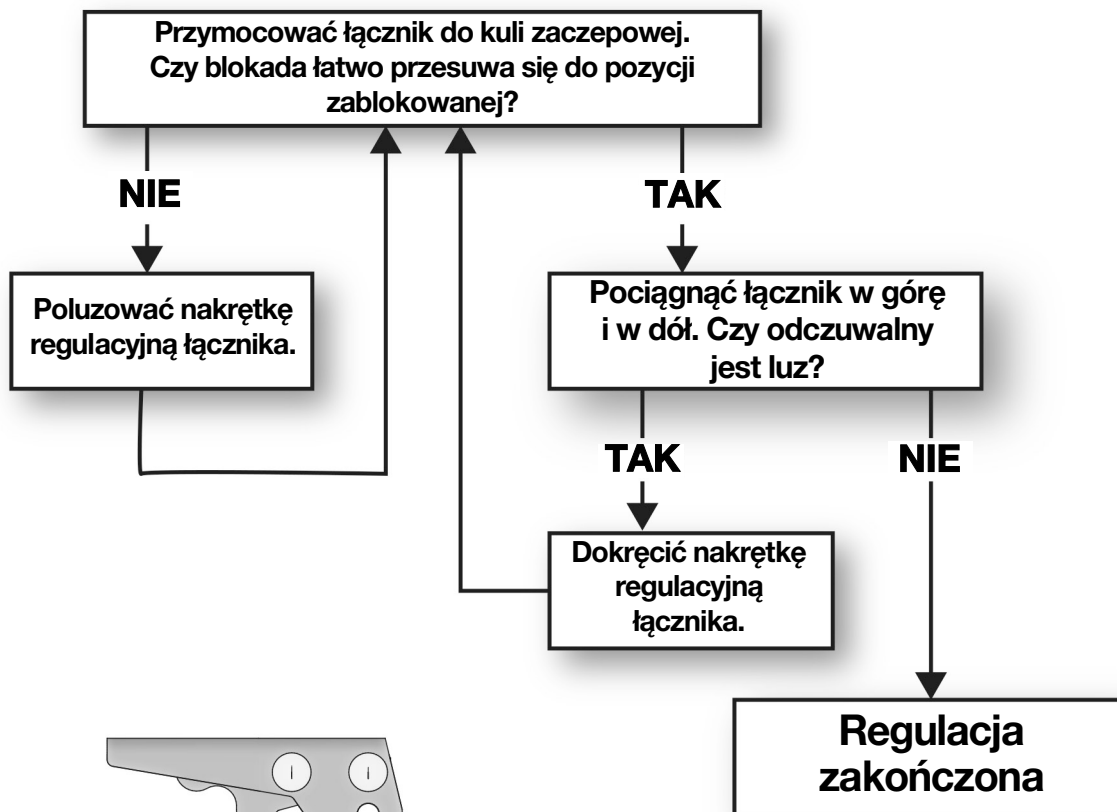 Przymocować łącznik do kuli zaczepowej.
Czy blokada łatwo przesuwa się do pozycji
zablokowanej?
NIE
TAK
Poluzować nakrętkę
regulacyjną łącznika.
Pociągnąć łącznik w górę
i w dół. Czy odczuwalny
jest luz?
TAK
NIE
Dokręcić nakrętkę
regulacyjną
łącznika.
Regulacja
zakończona